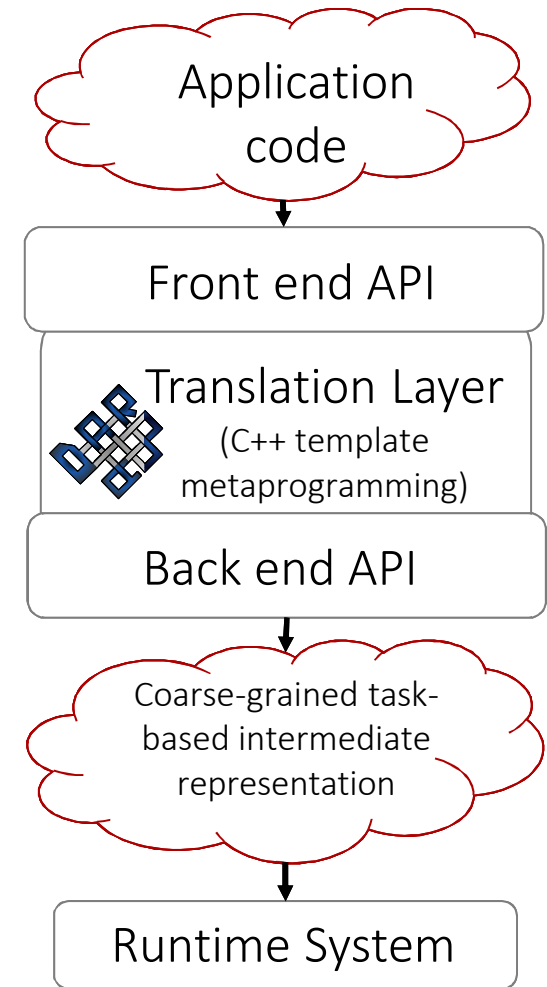 Application
code
Front end API
DARMA
Translation Layer
(C++ template
metaprogramming)
Back end API
Coarse-grained task-
based intermediate
representation
Runtime System